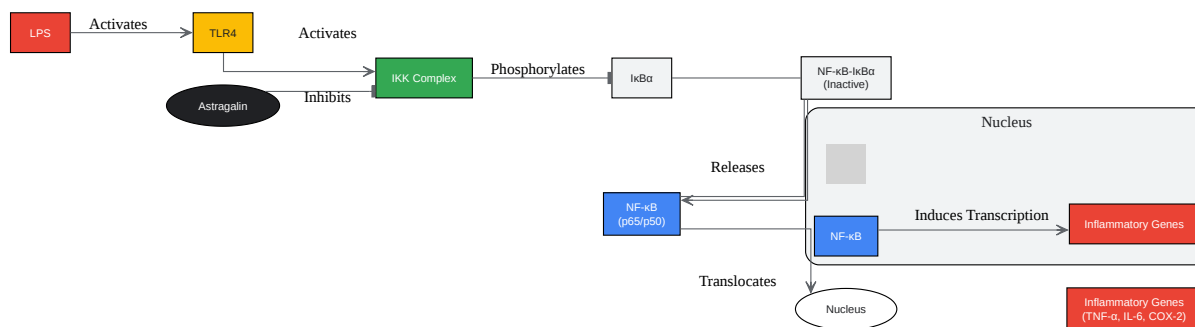 LPS
Activates
TLR4
Activates
IKK Complex
Astragalin
Inhibits
Phosphorylates
IκBα
NF-κB-IκBα
(Inactive)
Nucleus
Releases
NF-κB
(p65/p50)
NF-κB
Induces Transcription
Inflammatory Genes
Translocates
Nucleus
Inflammatory Genes
(TNF-α, IL-6, COX-2)